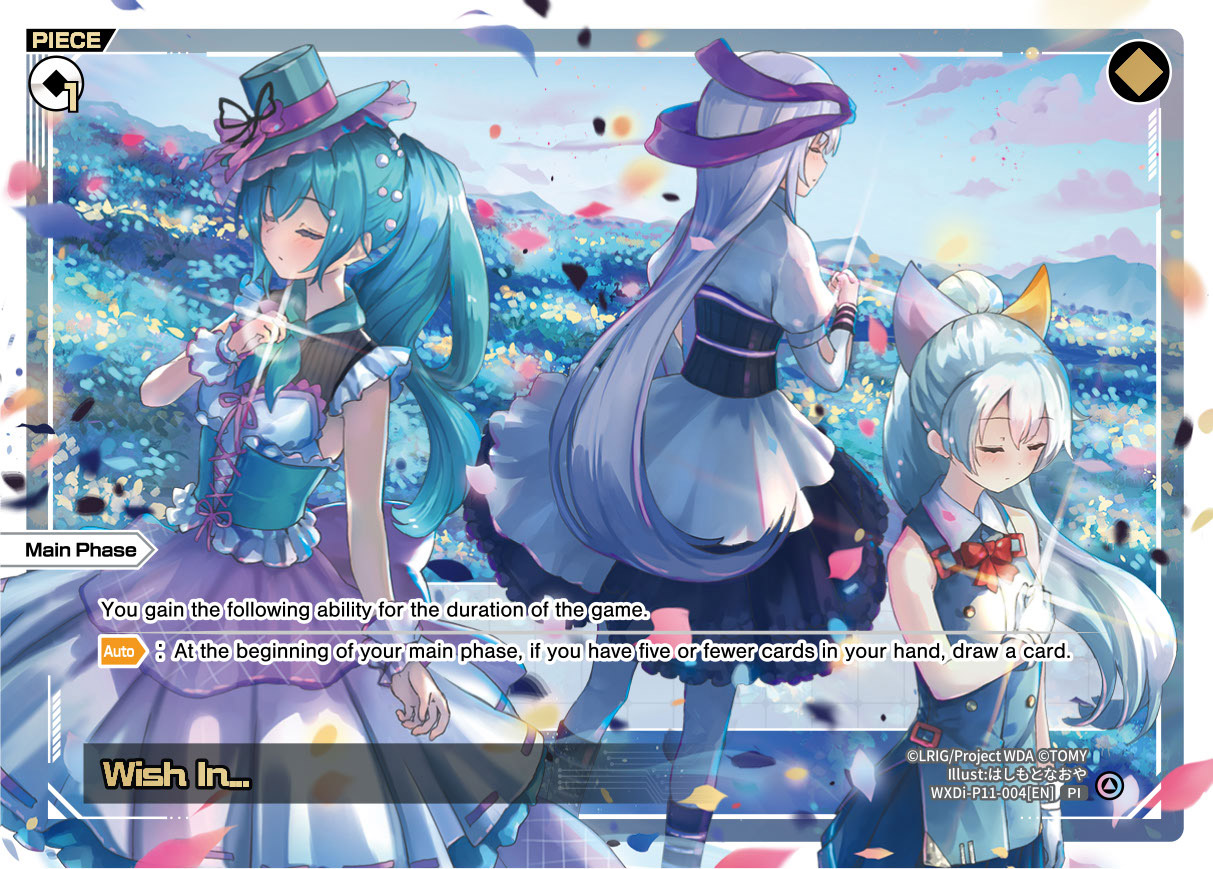 PIECE
1
Main Phase
You gain the following ability for the duration of the game.
Auto : At the beginning of your main phase, if you have five or fewer cards in your hand, draw a card.
Wish In...
©LRIG/Project WDA ©TOMY
Illust:はしもとなおや
WXDi-P11-004[EN] PI